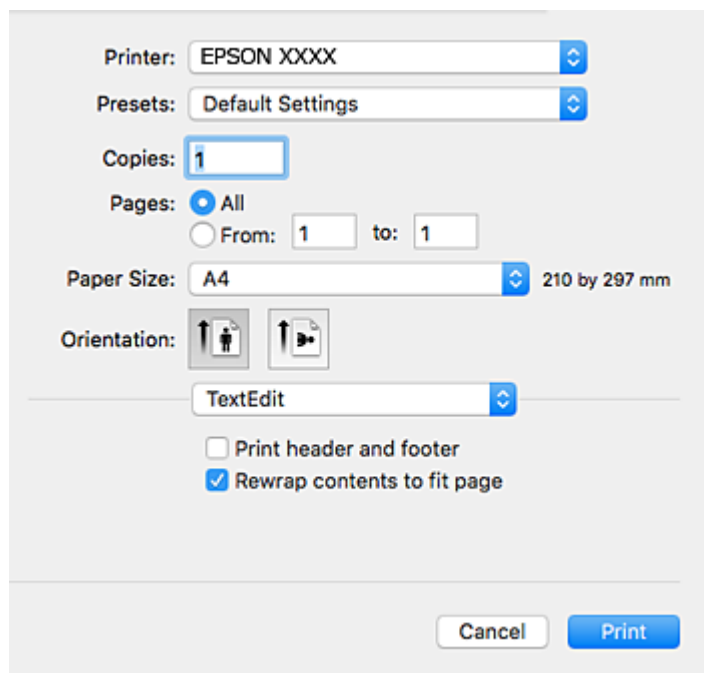 Printer: EPSON XXXX
Presets: Default Settings
Copies: 1
Pages: All
From: 1 to: 1
Paper Size: A4 210 by 297 mm
Orientation:
TextEdit
Print header and footer
Rewrap contents to fit page
Cancel Print